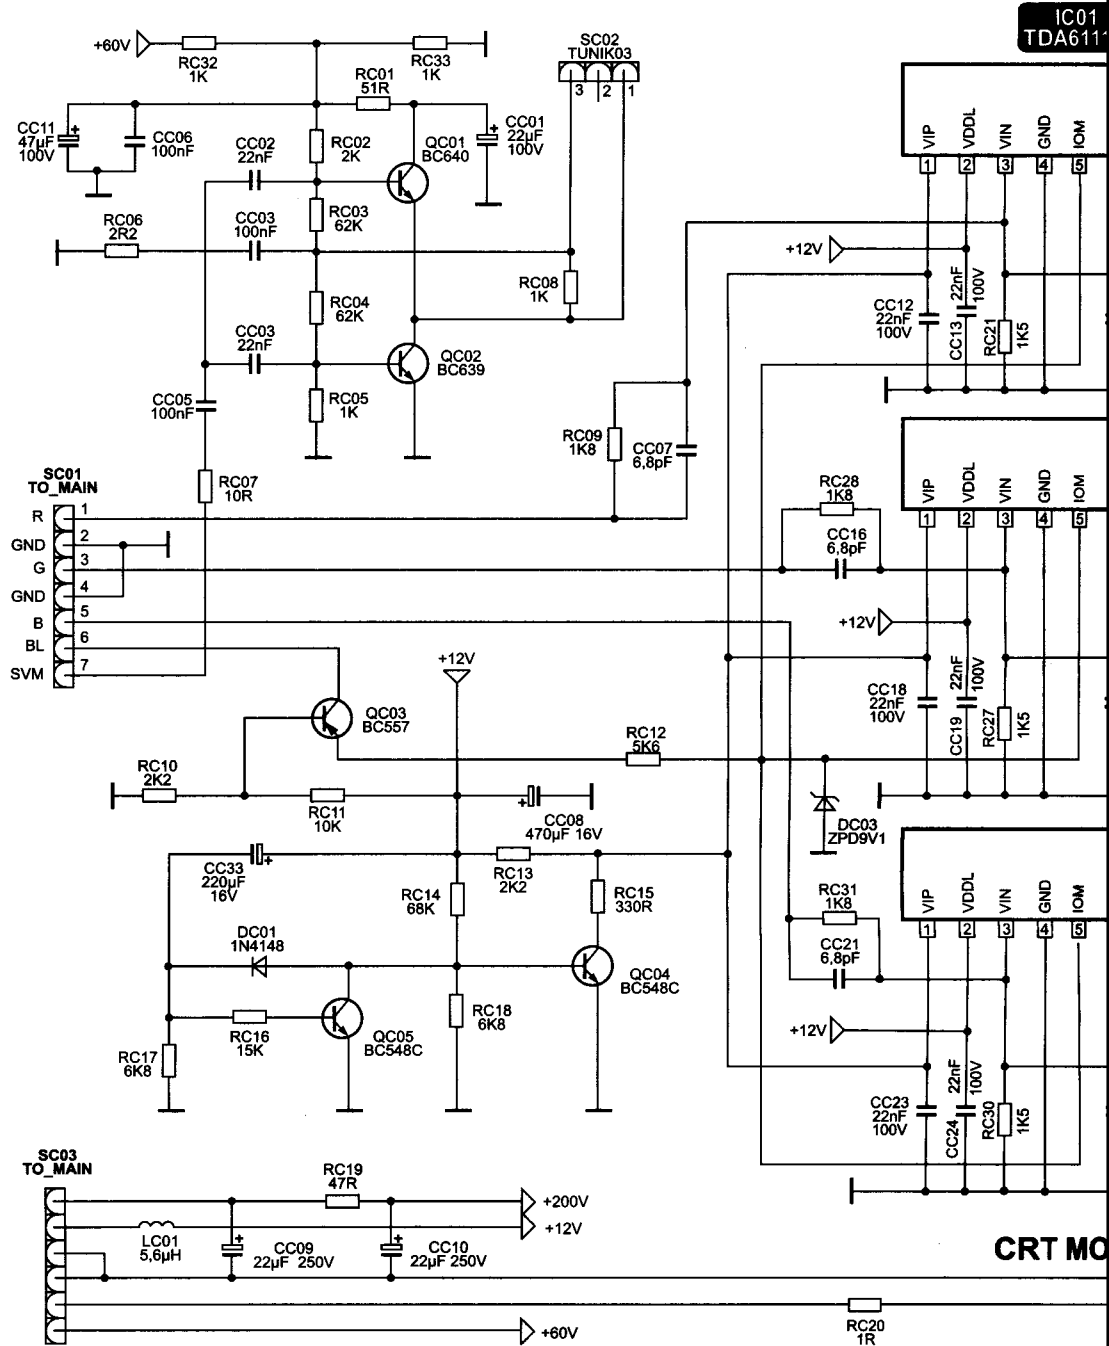 IC01
TDA6111
+60V
RC32
1K
RC33
1K
SC02
TUNIK03
3
2
1
RC01
51R
CC11
47µF
100V
CC06
100nF
CC02
22nF
RC02
2K
QC01
BC640
CC01
22µF
100V
VIP
VDDL
VIN
GND
IOM
1
2
3
4
5
RC06
2R2
CC03
100nF
RC03
62K
RC08
1K
+12V
RC04
62K
CC03
22nF
QC02
BC639
CC12
22nF
100V
CC13
22nF
100V
RC21
1K5
CC05
100nF
RC05
1K
RC09
1K8
CC07
6,8pF
SC01
TO_MAIN
RC07
10R
RC28
1K8
CC16
6,8pF
VIP
VDDL
VIN
GND
IOM
1
2
3
4
5
R
1
GND
2
G
3
GND
4
B
5
BL
6
SVM
7
+12V
+12V
QC03
BC557
RC12
5K6
CC18
22nF
100V
CC19
22nF
100V
RC27
1K5
RC10
2K2
RC11
10K
CC08
470µF 16V
DC03
ZPD9V1
CC33
220µF
16V
RC13
2K2
RC14
68K
RC15
330R
RC31
1K8
CC21
6,8pF
VIP
VDDL
VIN
GND
IOM
1
2
3
4
5
DC01
1N4148
QC04
BC548C
RC16
15K
QC05
BC548C
RC18
6K8
RC17
6K8
+12V
CC23
22nF
100V
CC24
22nF
100V
RC30
1K5
SC03
TO_MAIN
RC19
47R
+200V
+12V
LC01
5,6µH
CC09
22µF 250V
CC10
22µF 250V
CRT MO
+60V
RC20
1R